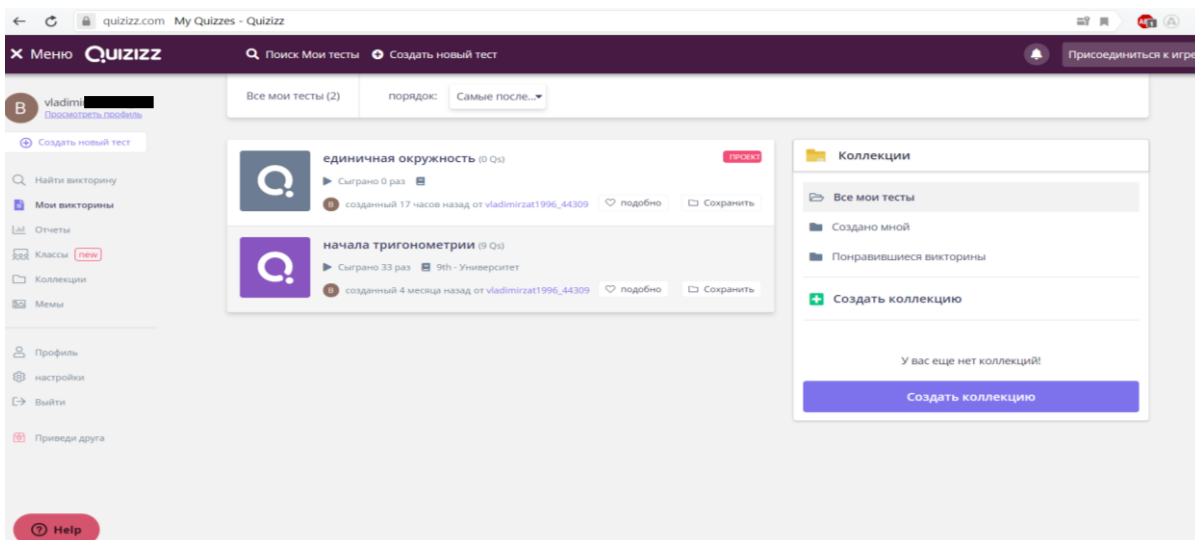 quizizz.com My Quizzes - Quizizz
Меню QUIZIZZ
Поиск Мои тесты
Создать новый тест
Присоединиться к игре
В
vladimi
Просмотреть профиль
Создать новый тест
Найти викторину
Мои викторины
Отчеты
Классы new
Коллекции
Мемы
Профиль
настройки
Выйти
Приведи друга
Help
Все мои тесты (2)
порядок:
Самые после...
единичная окружность (0 Qs)
ПРОЕКТ
Сыграно 0 раз
В созданный 17 часов назад от vladimirzat1996_44309
подобно
Сохранить
начала тригонометрии (9 Qs)
Сыграно 33 раз
9th - Университет
В созданный 4 месяца назад от vladimirzat1996_44309
подобно
Сохранить
Коллекции
Все мои тесты
Создано мной
Понравившиеся викторины
Создать коллекцию
У вас еще нет коллекций!
Создать коллекцию